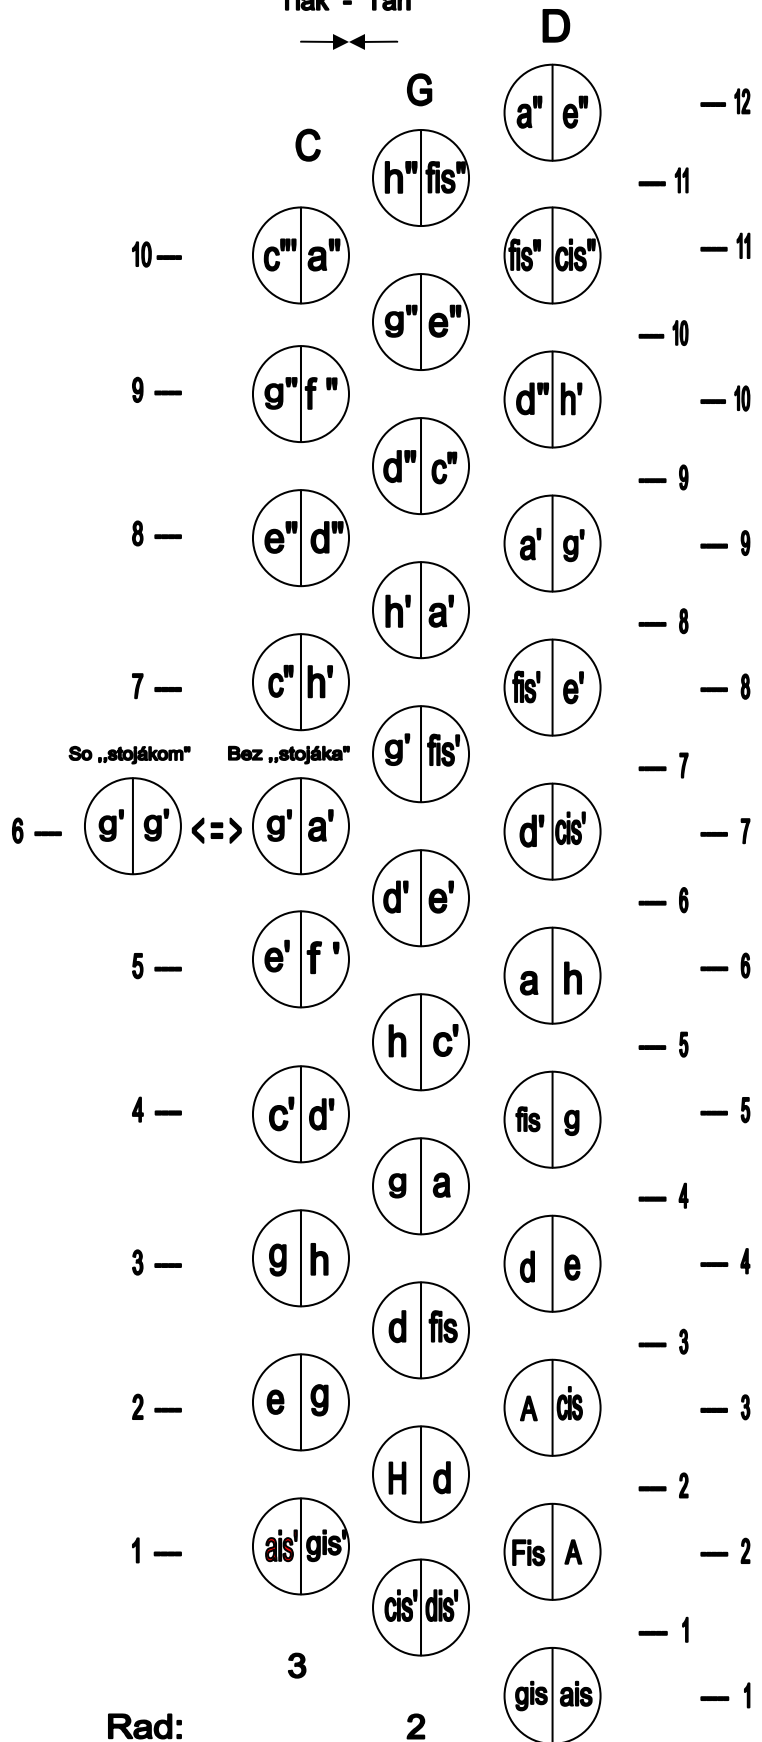 Tlak -
D
G
a" e" — 12
C
h" fis" — 11
10 — c''' a" fis" cis" — 11
g" e" — 10
9 — g" f " d" h' — 10
d" c" — 9
8 — e" d" a' g' — 9
h' a' — 8
7 — c" h' fis' e' — 8
So ,,stojákom" Bez ,,stojáka"
g' fis' — 7
6 — g' g' <=> g' a' d' cis' — 7
d' e' — 6
5 — e' f ' a h — 6
h c' — 5
4 — c' d' fis g — 5
g a — 4
3 — g h d e — 4
d fis — 3
2 — e g A cis — 3
H d — 2
1 — ais' gis' Fis A — 2
cis' dis' — 1
3
gis ais — 1
Rad: 2